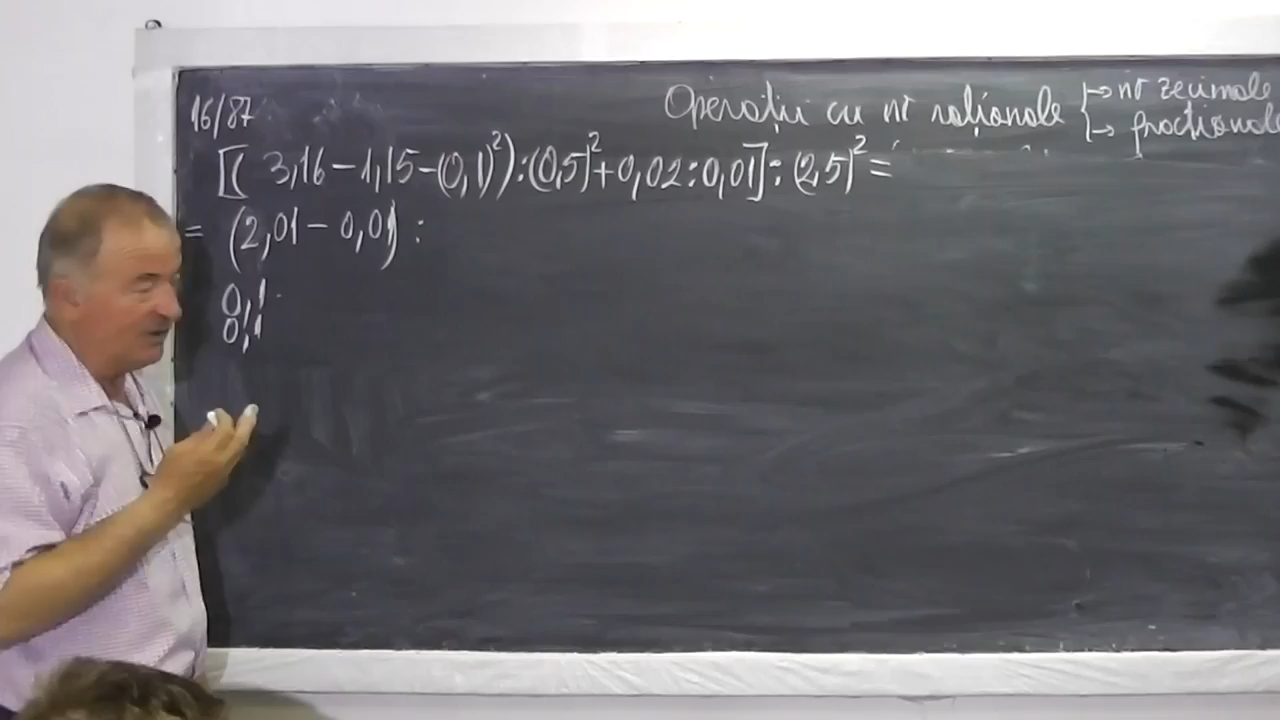 Operații cu nr raționale → nr zecimale
→ fracționale
16/87
[( 3,16 - 1,15 - (0,1)²) : (0,5)² + 0,02 : 0,01] : (2,5)² =
= (2,01 - 0,01) :
0,1
0,1